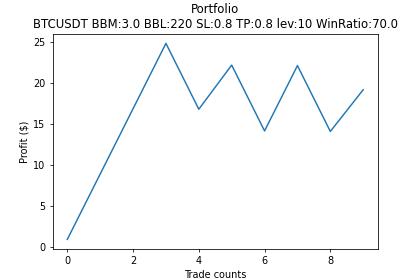 Portfolio
BTCUSDT BBM:3.0 BBL:220 SL:0.8 TP:0.8 lev:10 WinRatio:70.0
25
20
15
10
5
0
Profit ($)
0 2 4 6 8
Trade counts